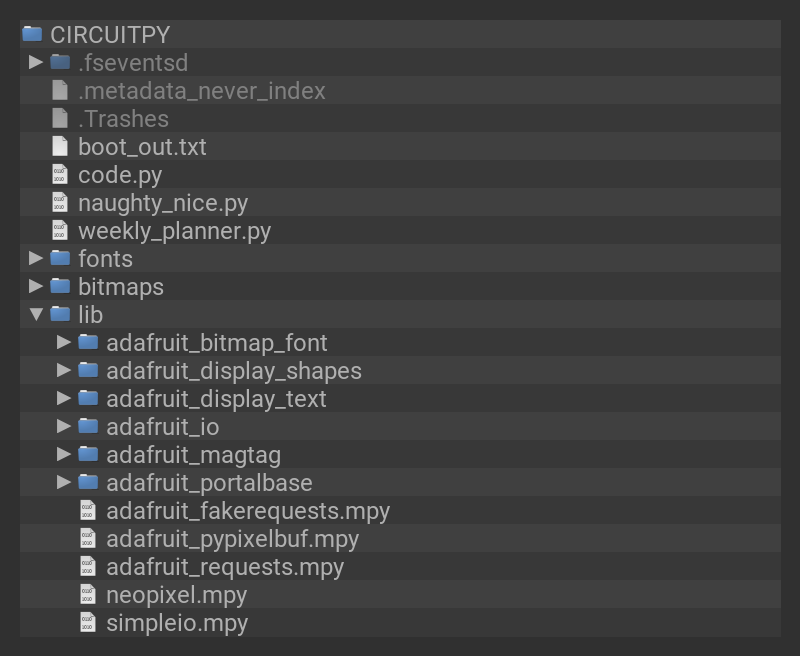 CIRCUITPY
.fseventsd
.metadata_never_index
.Trashes
boot_out.txt
code.py
naughty_nice.py
weekly_planner.py
fonts
bitmaps
lib
adafruit_bitmap_font
adafruit_display_shapes
adafruit_display_text
adafruit_io
adafruit_magtag
adafruit_portalbase
adafruit_fakerequests.mpy
adafruit_pypixelbuf.mpy
adafruit_requests.mpy
neopixel.mpy
simpleio.mpy